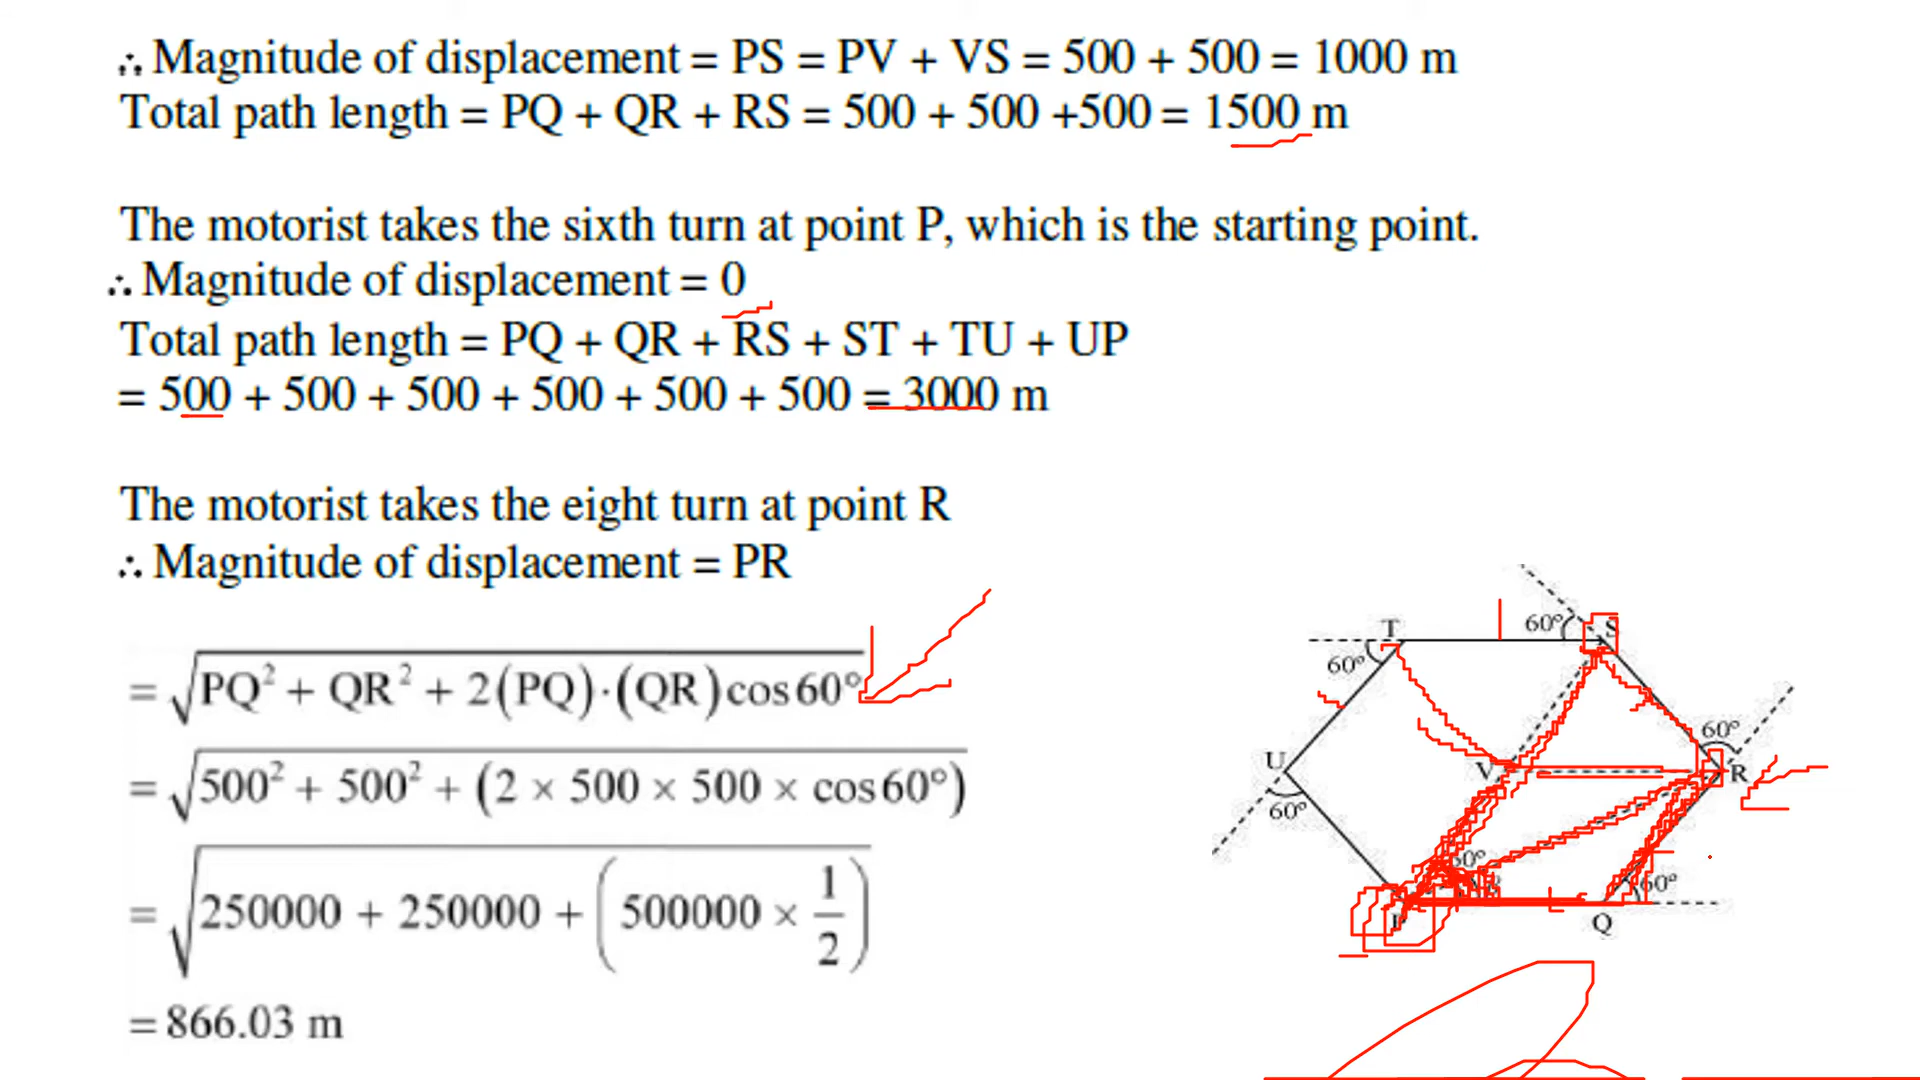 ∴ Magnitude of displacement = PS = PV + VS = 500 + 500 = 1000 m
Total path length = PQ + QR + RS = 500 + 500 +500 = 1500 m
The motorist takes the sixth turn at point P, which is the starting point.
∴ Magnitude of displacement = 0
Total path length = PQ + QR + RS + ST + TU + UP
= 500 + 500 + 500 + 500 + 500 + 500 = 3000 m
The motorist takes the eight turn at point R
∴ Magnitude of displacement = PR
= √PQ² + QR² + 2(PQ)·(QR)cos60°
= √500² + 500² + (2 × 500 × 500 × cos60°)
= √250000 + 250000 + (500000 × 1/2)
= 866.03 m
T
60°
S
60°
60°
U
V
R
60°
60°
60°
P
Q